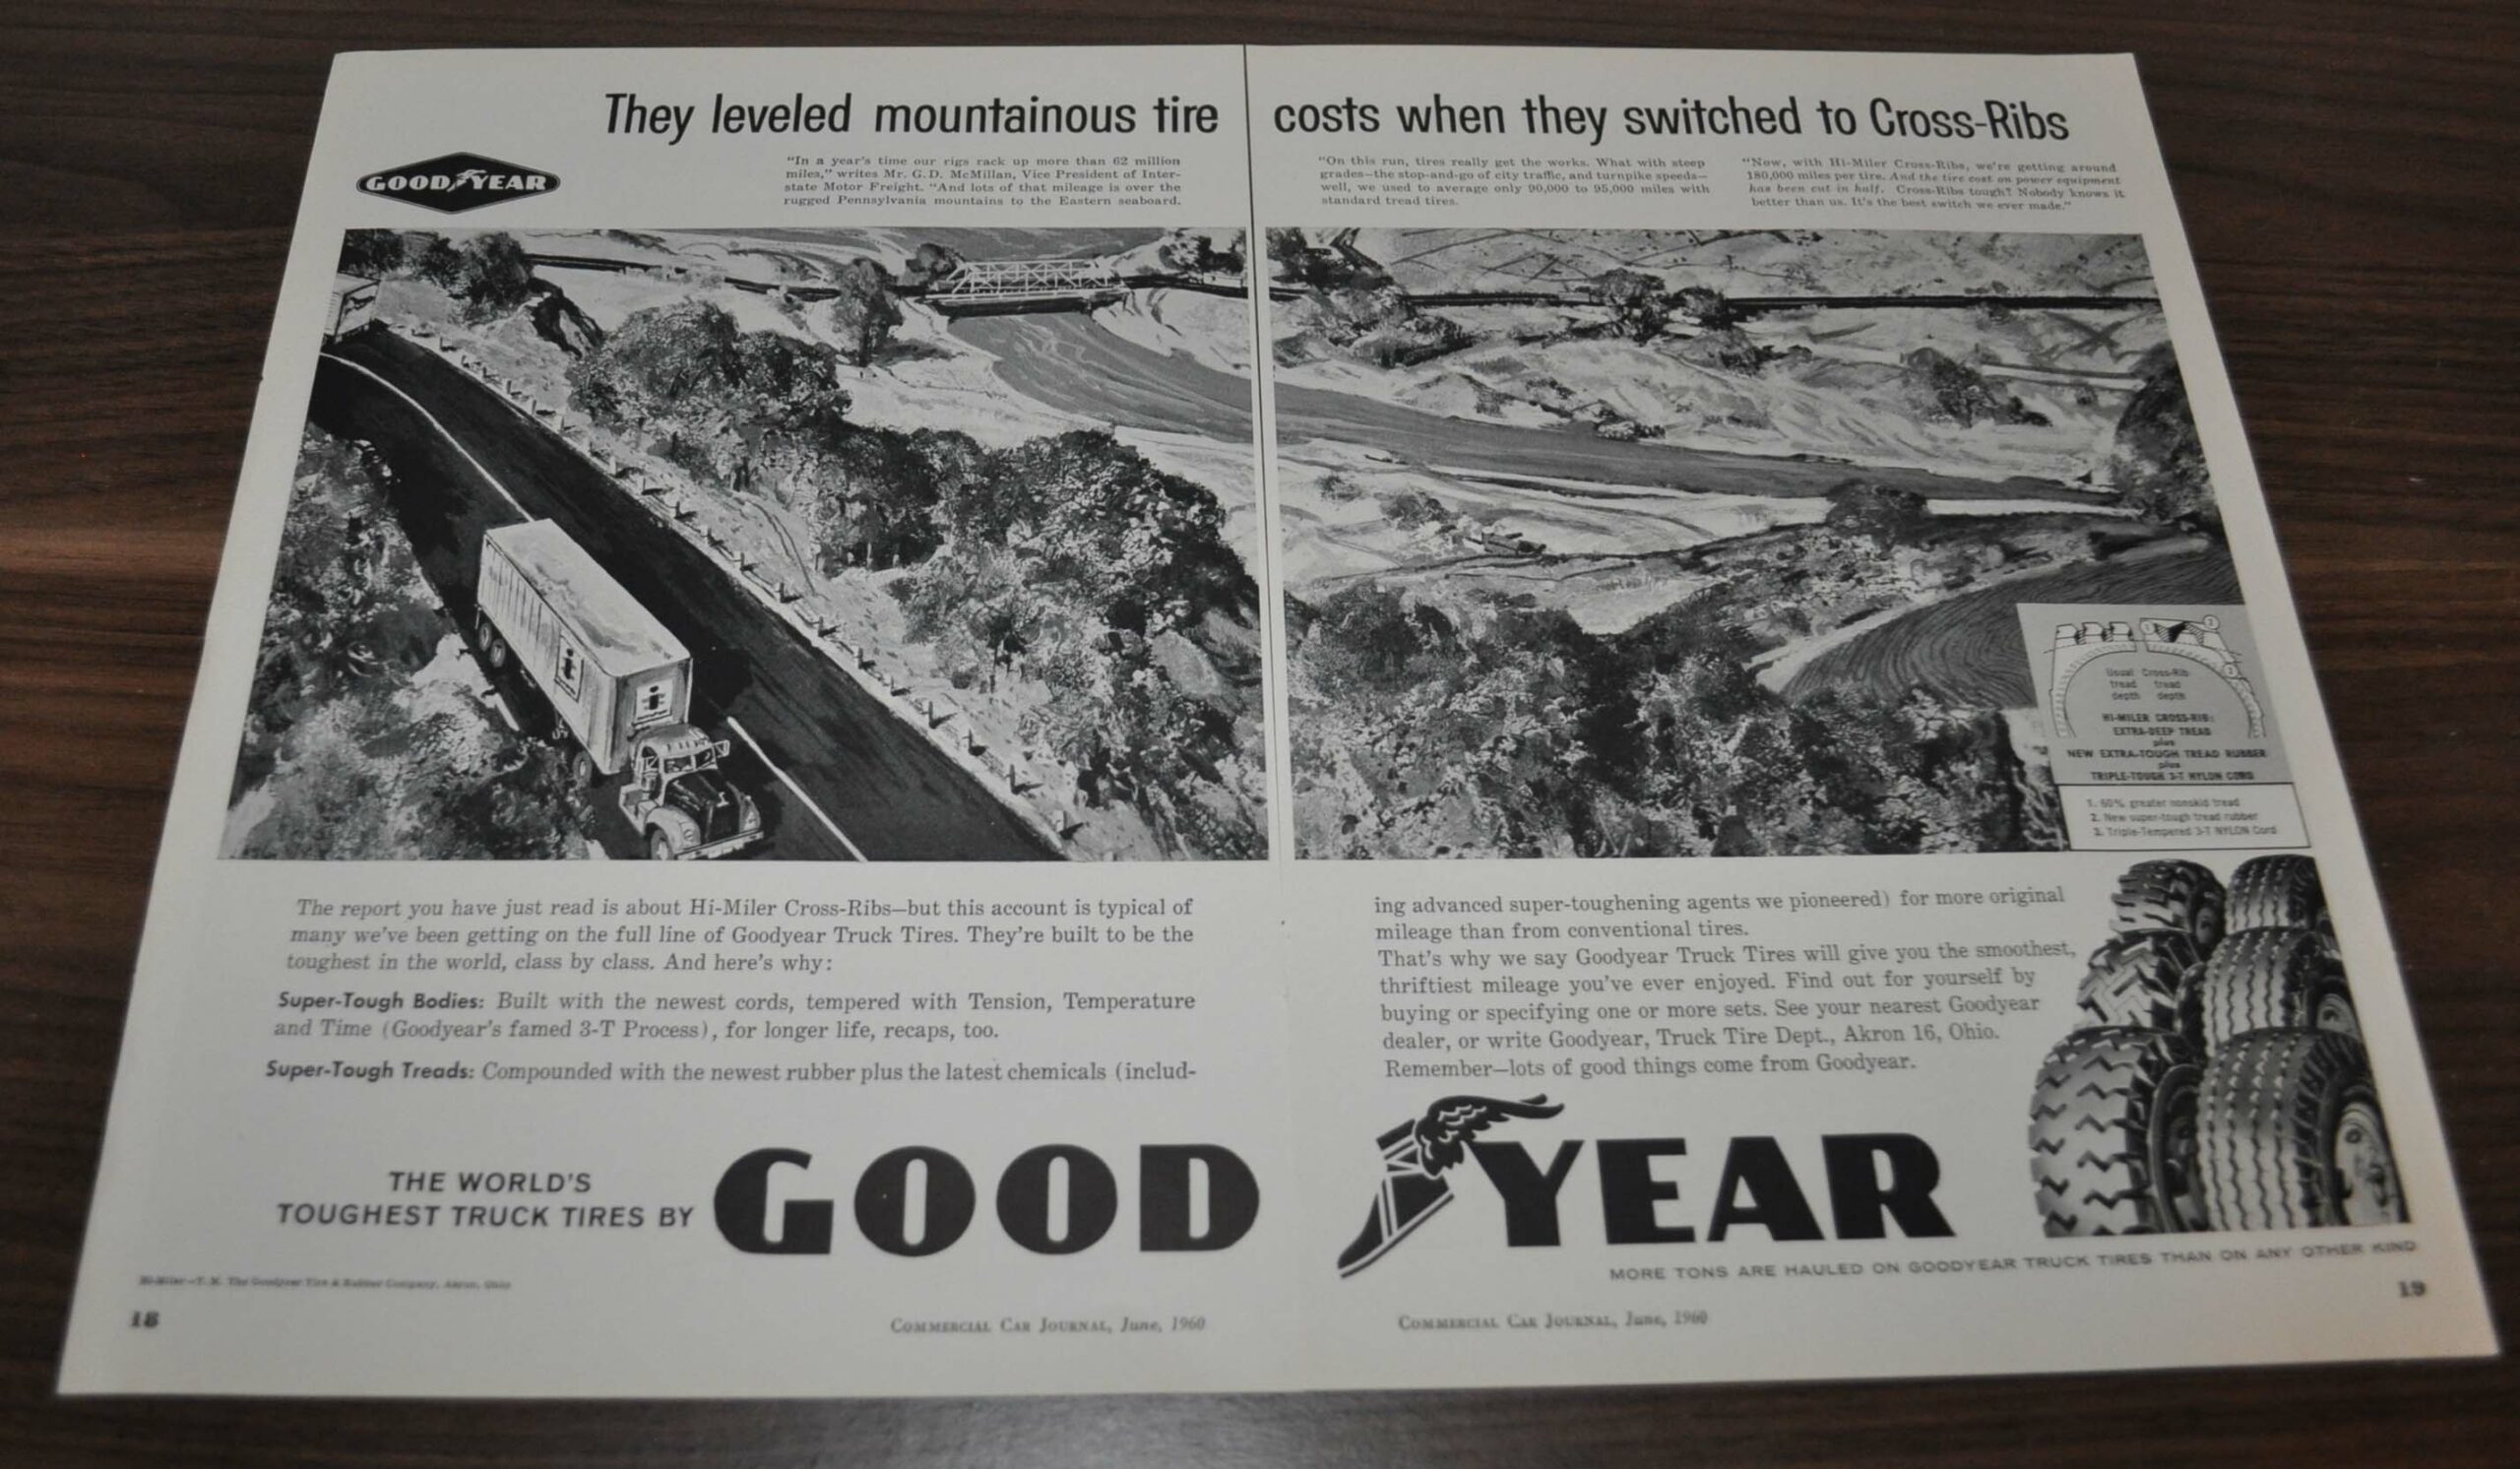 They leveled mountainous tire costs when they switched to Cross-Ribs
GOODYEAR
"In a year's time our rigs rack up more than 62 million
miles," writes Mr. G. D. McMillan, Vice President of Inter-
state Motor Freight. "And lots of that mileage is over the
rugged Pennsylvania mountains to the Eastern seaboard.
"On this run, tires really get the works. What with steep
grades—the stop-and-go of city traffic, and turnpike speeds—
well, we used to average only 90,000 to 95,000 miles with
standard tread tires.
"Now, with Hi-Miler Cross-Ribs, we're getting around
180,000 miles per tire. And the tire cost on power equipment
has been cut in half. Cross-Ribs tough? Nobody knows it
better than us. It's the best switch we ever made."
i
i
1
2
3
Usual Cross-Rib
tread tread
depth depth
HI-MILER CROSS-RIB:
EXTRA-DEEP TREAD
plus
NEW EXTRA-TOUGH TREAD RUBBER
plus
TRIPLE-TOUGH 3-T NYLON CORD
1. 60% greater nonskid tread
2. New super-tough tread rubber
3. Triple-Tempered 3-T NYLON Cord
The report you have just read is about Hi-Miler Cross-Ribs—but this account is typical of
many we've been getting on the full line of Goodyear Truck Tires. They're built to be the
toughest in the world, class by class. And here's why:
Super-Tough Bodies: Built with the newest cords, tempered with Tension, Temperature
and Time (Goodyear's famed 3-T Process), for longer life, recaps, too.
Super-Tough Treads: Compounded with the newest rubber plus the latest chemicals (includ-
ing advanced super-toughening agents we pioneered) for more original
mileage than from conventional tires.
That's why we say Goodyear Truck Tires will give you the smoothest,
thriftiest mileage you've ever enjoyed. Find out for yourself by
buying or specifying one or more sets. See your nearest Goodyear
dealer, or write Goodyear, Truck Tire Dept., Akron 16, Ohio.
Remember—lots of good things come from Goodyear.
THE WORLD'S
TOUGHEST TRUCK TIRES BY
GOODYEAR
MORE TONS ARE HAULED ON GOODYEAR TRUCK TIRES THAN ON ANY OTHER KIND
Hi-Miler—T. M. The Goodyear Tire & Rubber Company, Akron, Ohio
18
COMMERCIAL CAR JOURNAL, June, 1960
COMMERCIAL CAR JOURNAL, June, 1960
19